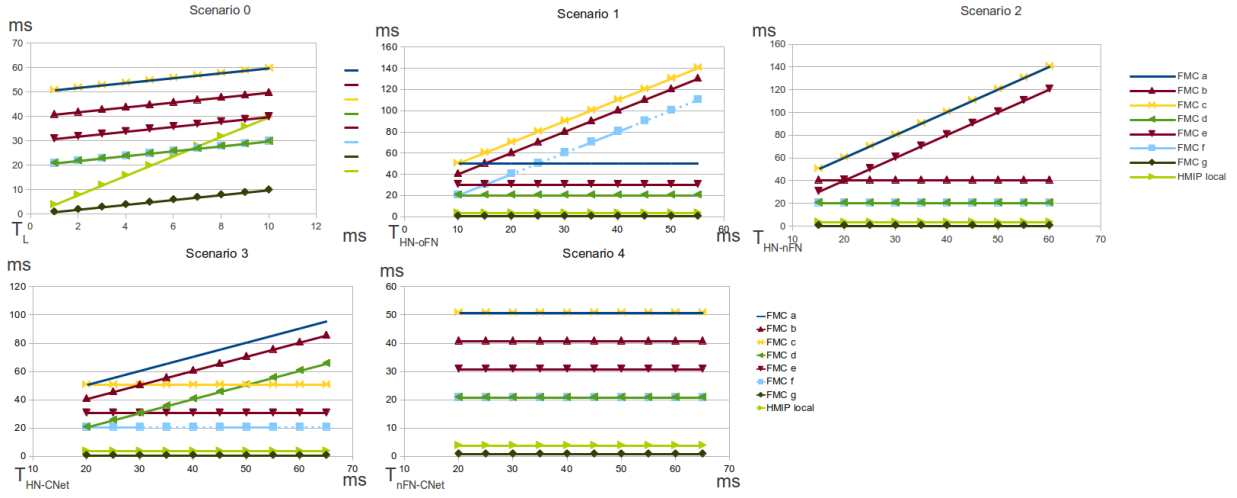 Scenario 0
ms
70
60
50
40
30
20
10
0
0 2 4 6 8 10 12
T L
ms
Scenario 1
ms
160
140
120
100
80
60
40
20
0
10 20 30 40 50 60
T HN-oFN
ms
Scenario 2
ms
160
140
120
100
80
60
40
20
0
10 20 30 40 50 60 70
T HN-nFN
ms
FMC a
FMC b
FMC c
FMC d
FMC e
FMC f
FMC g
HMIP local
Scenario 3
ms
120
100
80
60
40
20
0
10 20 30 40 50 60 70
T HN-CNet
ms
Scenario 4
ms
60
50
40
30
20
10
0
10 20 30 40 50 60 70
T nFN-CNet
ms
FMC a
FMC b
FMC c
FMC d
FMC e
FMC f
FMC g
HMIP local